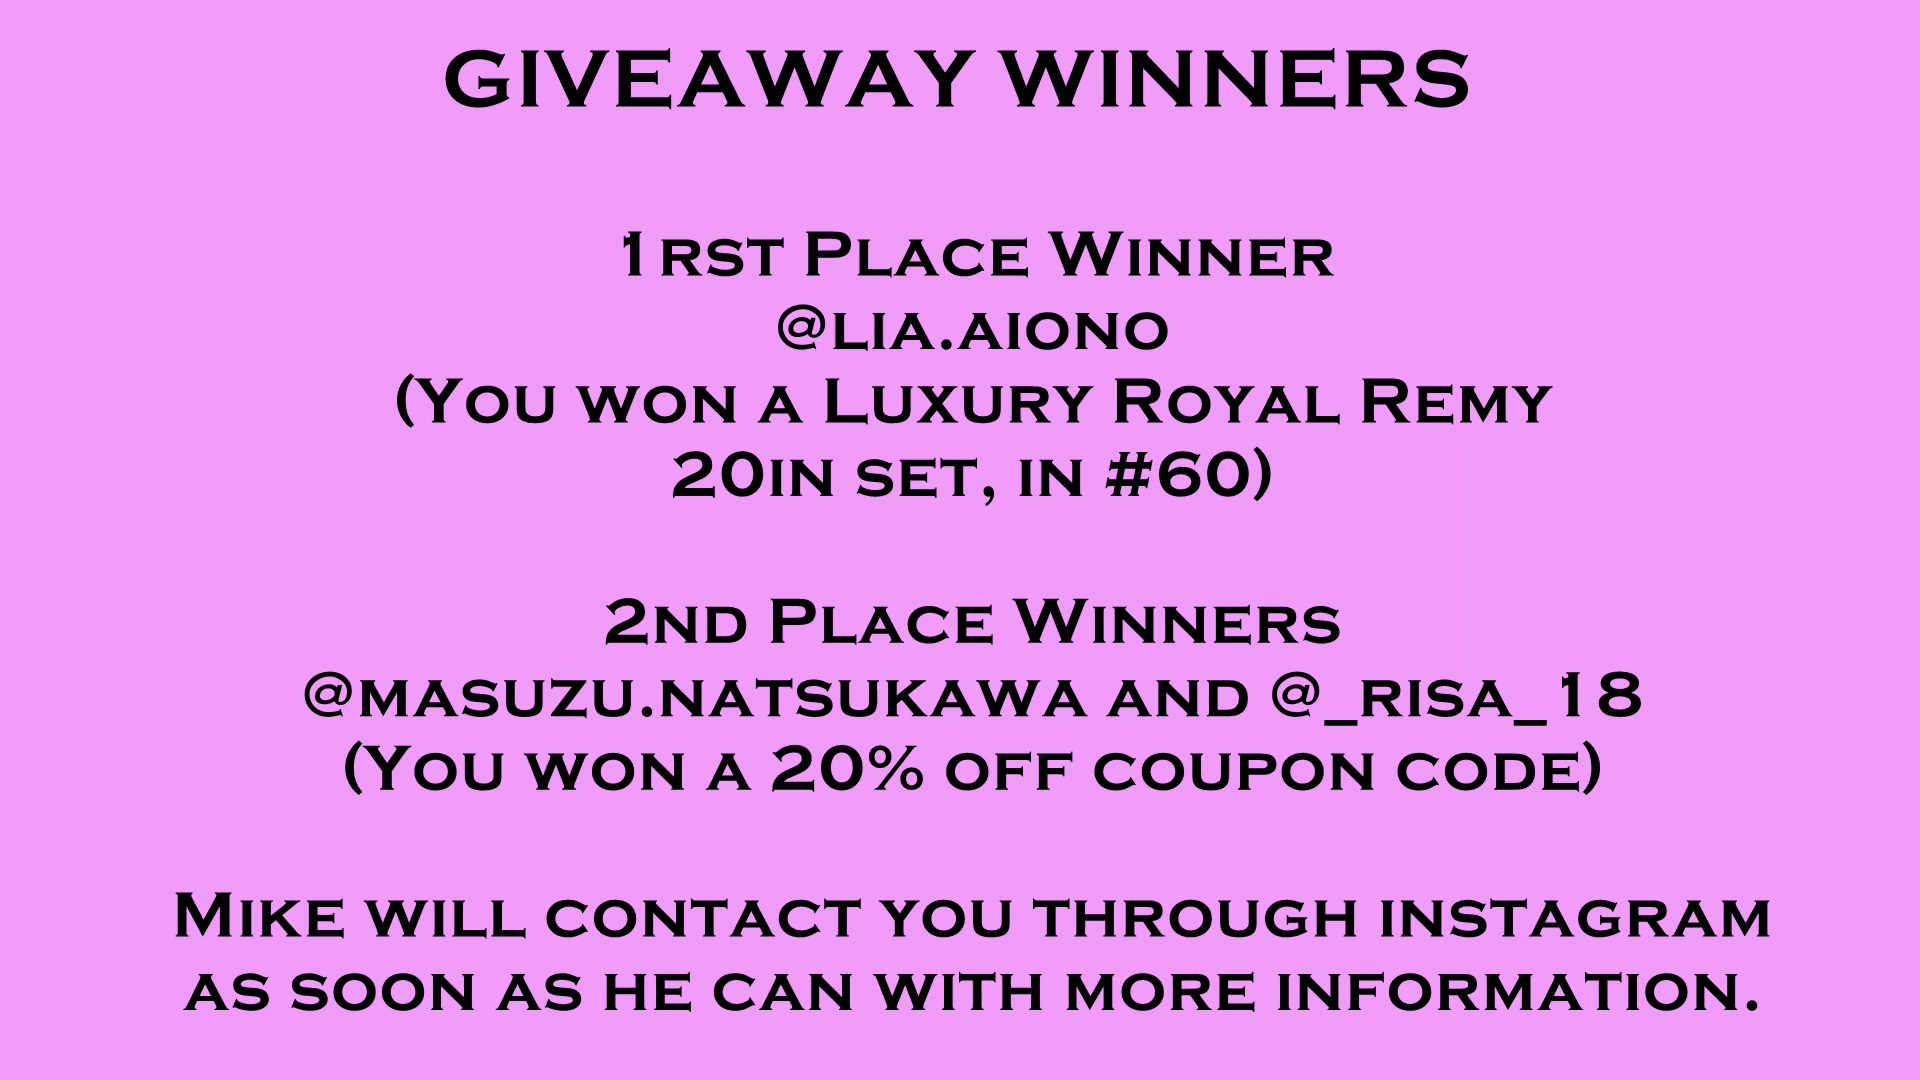 GIVEAWAY WINNERS
1rst Place Winner
@lia.aiono
(You won a Luxury Royal Remy
20in set, in #60)
2nd Place Winners
@masuzu.natsukawa and @_risa_18
(You won a 20% off coupon code)
Mike will contact you through instagram
as soon as he can with more information.